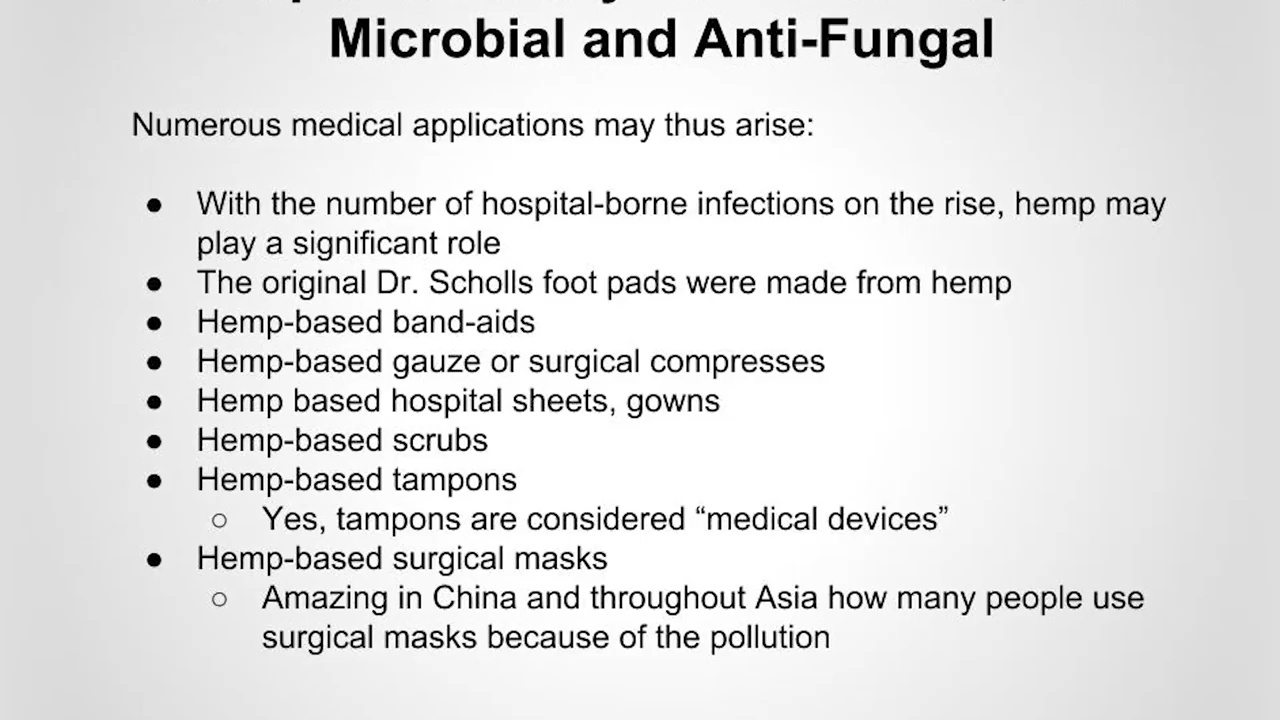 Microbial and Anti-Fungal
Numerous medical applications may thus arise:
● With the number of hospital-borne infections on the rise, hemp may
play a significant role
● The original Dr. Scholls foot pads were made from hemp
● Hemp-based band-aids
● Hemp-based gauze or surgical compresses
● Hemp based hospital sheets, gowns
● Hemp-based scrubs
● Hemp-based tampons
○ Yes, tampons are considered “medical devices”
● Hemp-based surgical masks
○ Amazing in China and throughout Asia how many people use
surgical masks because of the pollution